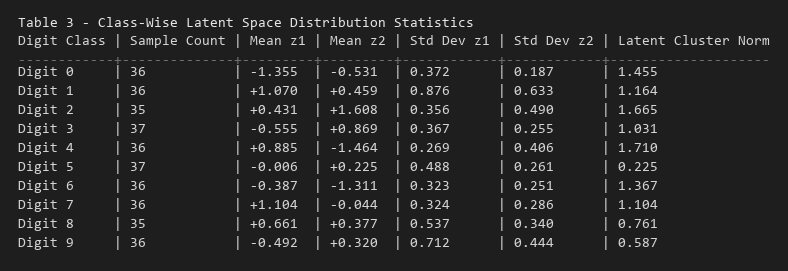 Table 3 - Class-Wise Latent Space Distribution Statistics
Digit Class | Sample Count | Mean z1 | Mean z2 | Std Dev z1 | Std Dev z2 | Latent Cluster Norm
------------+--------------+---------+---------+------------+------------+--------------------
Digit 0     | 36           | -1.355  | -0.531  | 0.372      | 0.187      | 1.455
Digit 1     | 36           | +1.070  | +0.459  | 0.876      | 0.633      | 1.164
Digit 2     | 35           | +0.431  | +1.608  | 0.356      | 0.490      | 1.665
Digit 3     | 37           | -0.555  | +0.869  | 0.367      | 0.255      | 1.031
Digit 4     | 36           | +0.885  | -1.464  | 0.269      | 0.406      | 1.710
Digit 5     | 37           | -0.006  | +0.225  | 0.488      | 0.261      | 0.225
Digit 6     | 36           | -0.387  | -1.311  | 0.323      | 0.251      | 1.367
Digit 7     | 36           | +1.104  | -0.044  | 0.324      | 0.286      | 1.104
Digit 8     | 35           | +0.661  | +0.377  | 0.537      | 0.340      | 0.761
Digit 9     | 36           | -0.492  | +0.320  | 0.712      | 0.444      | 0.587